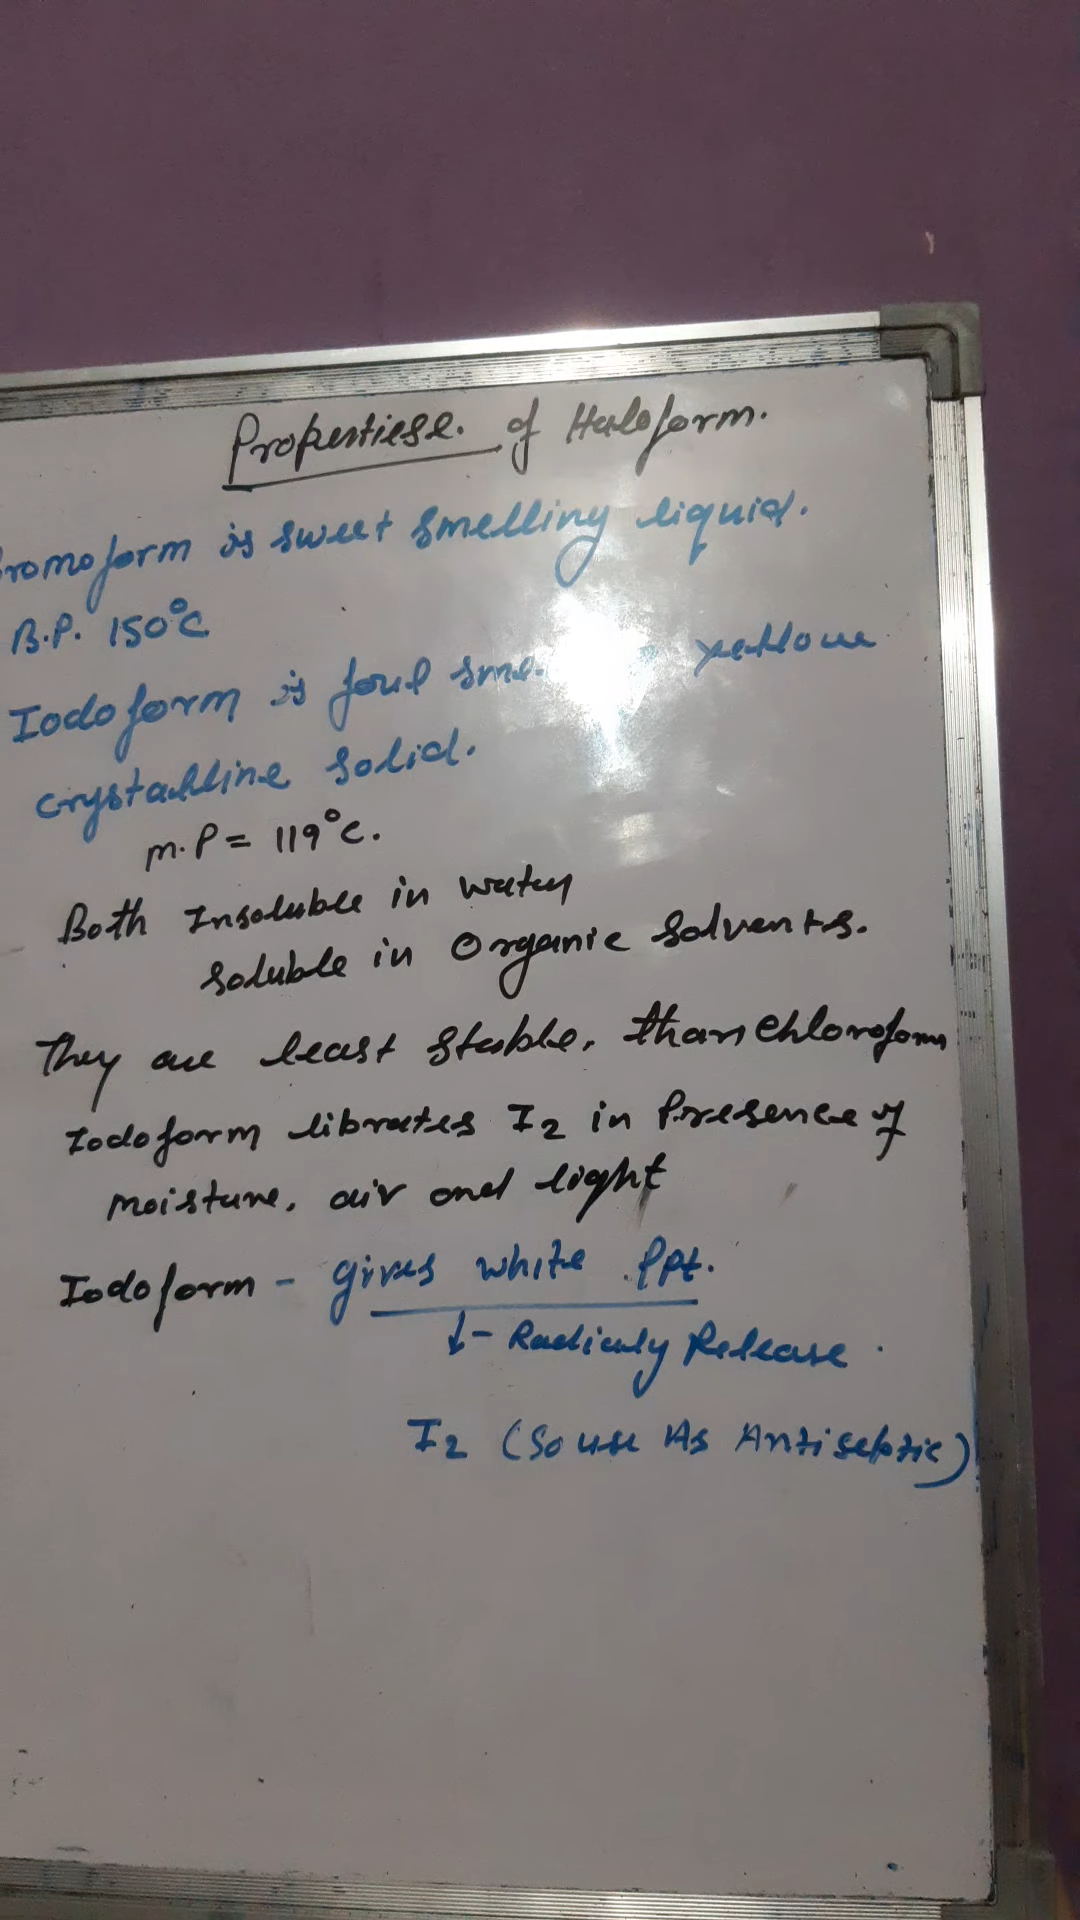 Propertiese. of Haloform.
romoform is sweet smelling liquid.
B.P. 150°C
Iodoform is foul sme yellow
crystalline solid.
m.P = 119°C.
Both Insoluble in water
soluble in Organic solvents.
They are least stable. than chloroform
Iodoform librates I2 in Presence of
moisture, air and light
Iodoform - gives white ppt.
↓ - Radicaly Release
I2 (So use As Antiseptic)